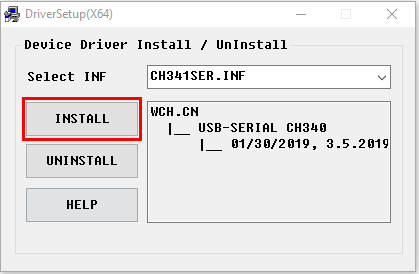 DriverSetup(X64)
Device Driver Install / UnInstall
Select INF
CH341SER.INF
INSTALL
UNINSTALL
HELP
WCH.CN
|__ USB-SERIAL CH340
|__ 01/30/2019, 3.5.2019